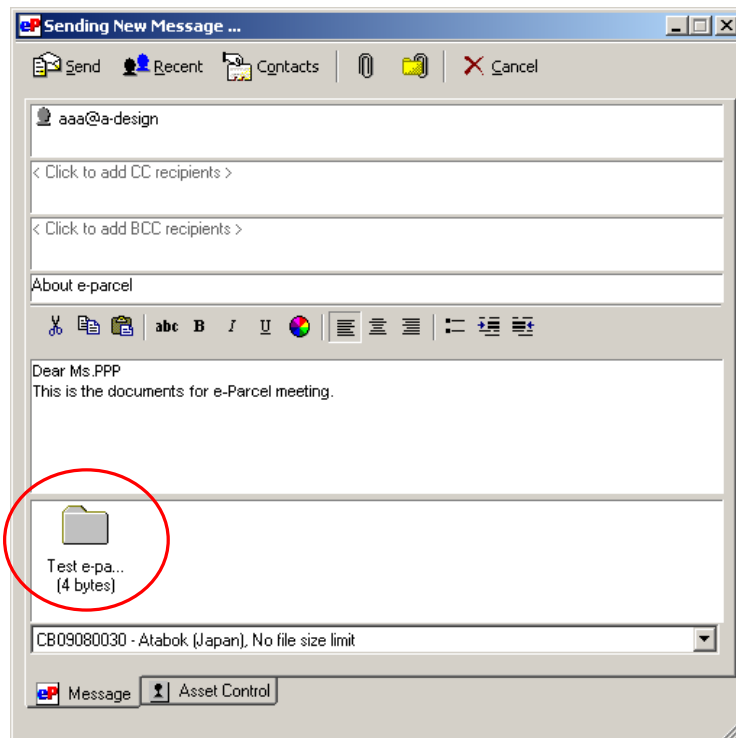 eP Sending New Message ...
Send Recent Contacts Cancel
aaa@a-design
< Click to add CC recipients >
< Click to add BCC recipients >
About e-parcel
abc B I U
Dear Ms.PPP
This is the documents for e-Parcel meeting.
Test e-pa...
(4 bytes)
CB09080030 - Atabok (Japan), No file size limit
eP Message Asset Control